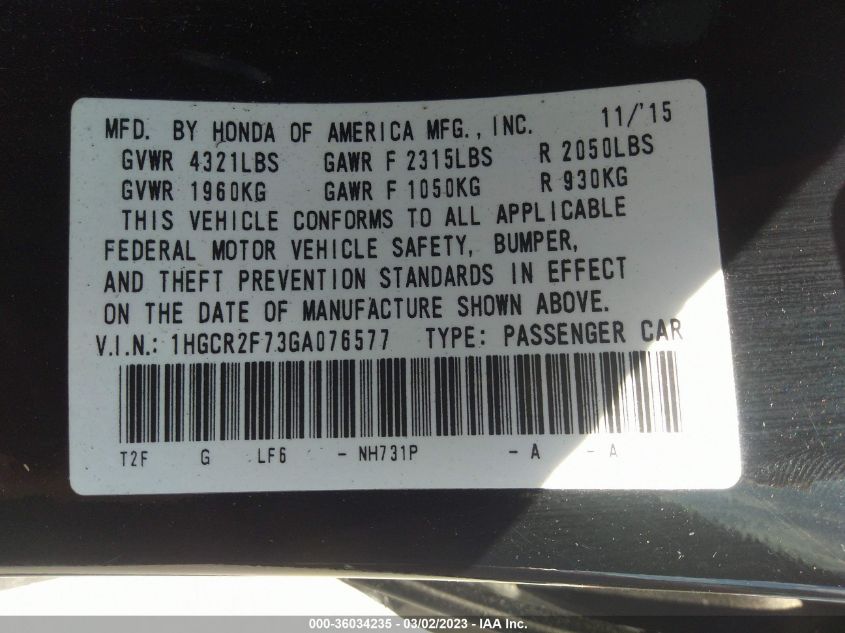 MFD. BY HONDA OF AMERICA MFG., INC. 11/'15
GVWR 4321LBS GAWR F 2315LBS R 2050LBS
GVWR 1960KG GAWR F 1050KG R 930KG
THIS VEHICLE CONFORMS TO ALL APPLICABLE
FEDERAL MOTOR VEHICLE SAFETY, BUMPER,
AND THEFT PREVENTION STANDARDS IN EFFECT
ON THE DATE OF MANUFACTURE SHOWN ABOVE.
V.I.N.: 1HGCR2F73GA076577 TYPE: PASSENGER CAR
T2F G LF6 - NH731P - A - A
000-36034235 - 03/02/2023 - IAA Inc.